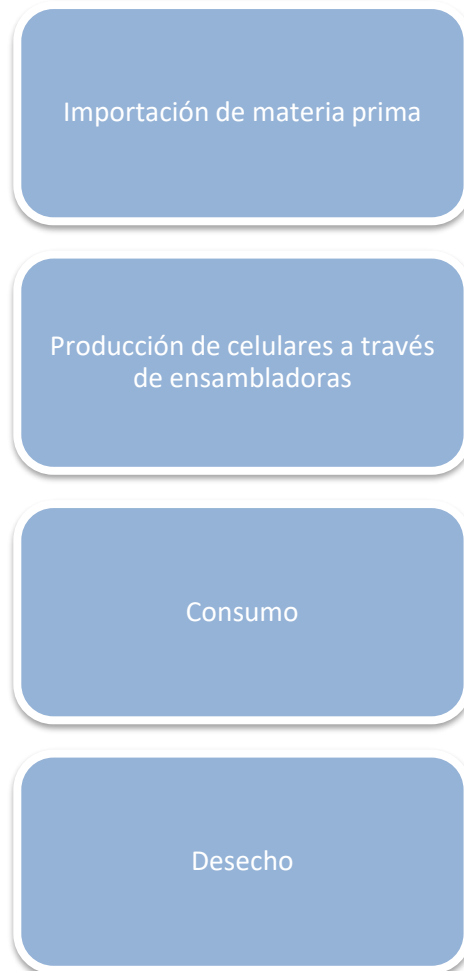 Importación de materia prima
Producción de celulares a través
de ensambladoras
Consumo
Desecho